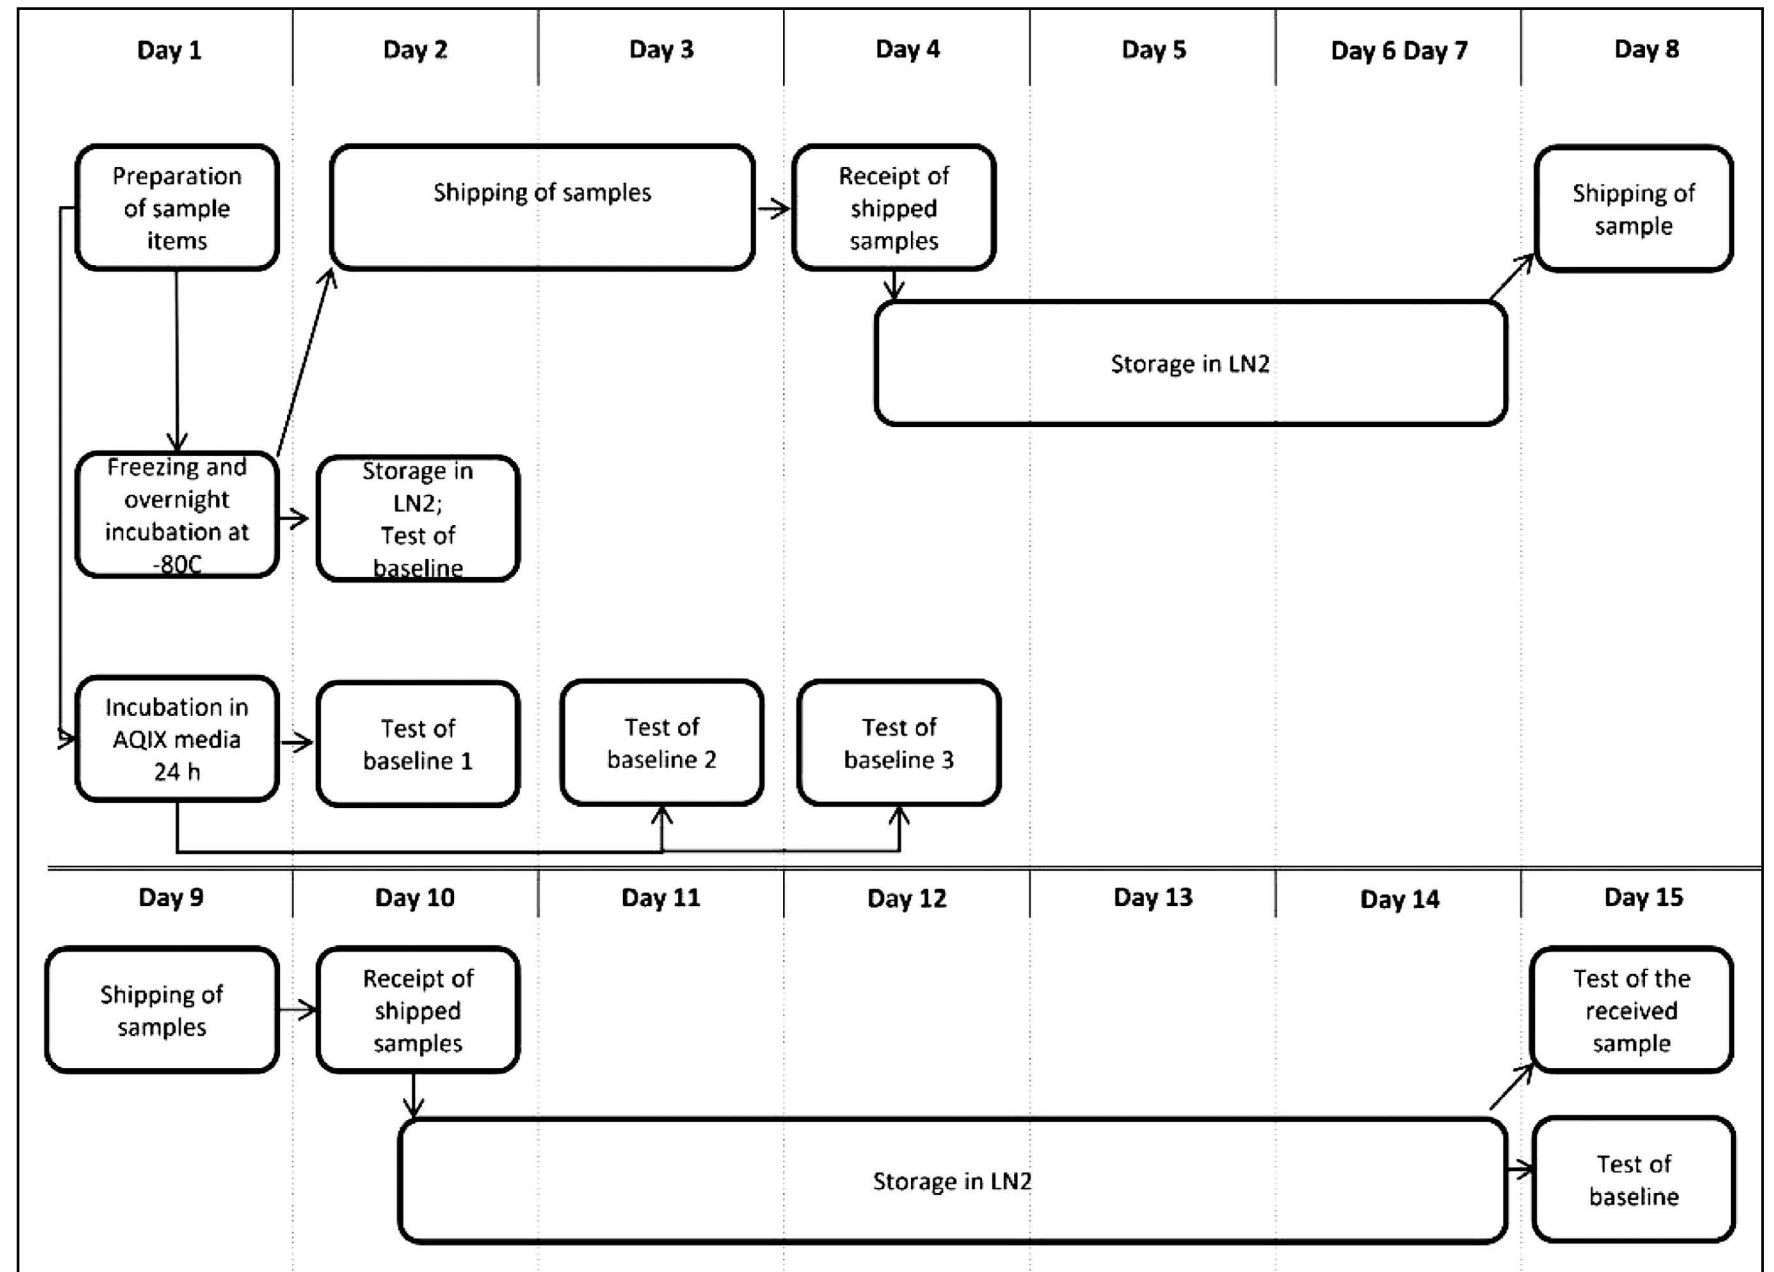 Day 1
Day 2
Day 3
Day 4
Day 5
Day 6 Day 7
Day 8
Preparation
of sample
items
Shipping of samples
Receipt of
shipped
samples
Shipping of
sample
Storage in LN2
Freezing and
overnight
incubation at
-80C
Storage in
LN2;
Test of
baseline
Incubation in
AQIX media
24 h
Test of
baseline 1
Test of
baseline 2
Test of
baseline 3
Day 9
Day 10
Day 11
Day 12
Day 13
Day 14
Day 15
Shipping of
samples
Receipt of
shipped
samples
Test of the
received
sample
Storage in LN2
Test of
baseline